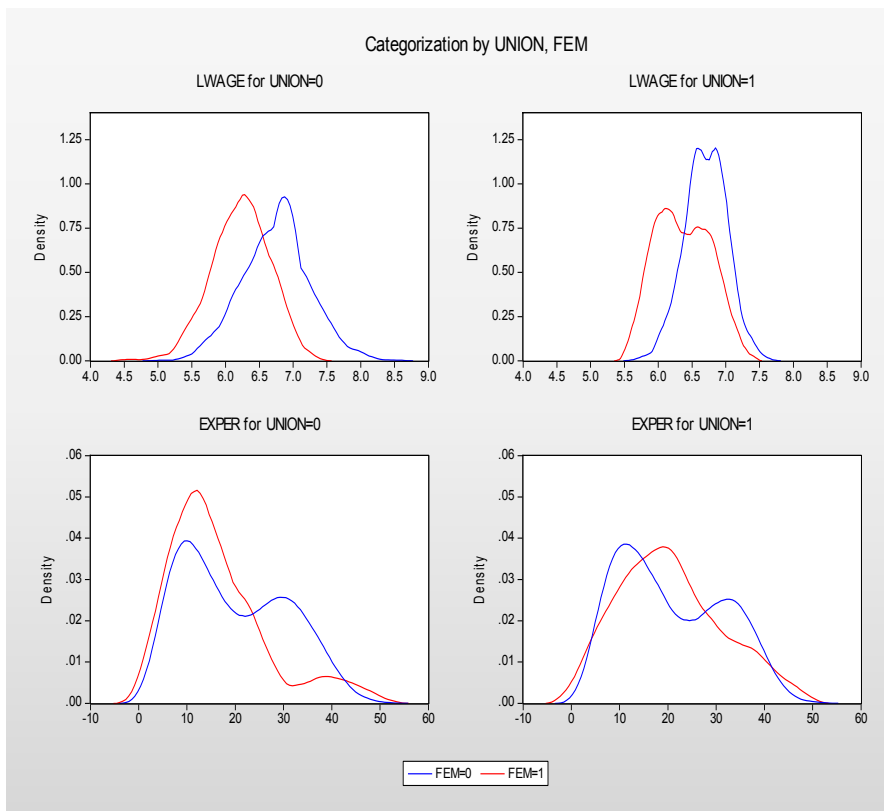 Categorization by UNION, FEM
LWAGE for UNION=0
LWAGE for UNION=1
Density
1.25
1.00
0.75
0.50
0.25
0.00
4.0 4.5 5.0 5.5 6.0 6.5 7.0 7.5 8.0 8.5 9.0
Density
1.25
1.00
0.75
0.50
0.25
0.00
4.0 4.5 5.0 5.5 6.0 6.5 7.0 7.5 8.0 8.5 9.0
EXPER for UNION=0
EXPER for UNION=1
Density
.06
.05
.04
.03
.02
.01
.00
-10 0 10 20 30 40 50 60
Density
.06
.05
.04
.03
.02
.01
.00
-10 0 10 20 30 40 50 60
FEM=0 FEM=1